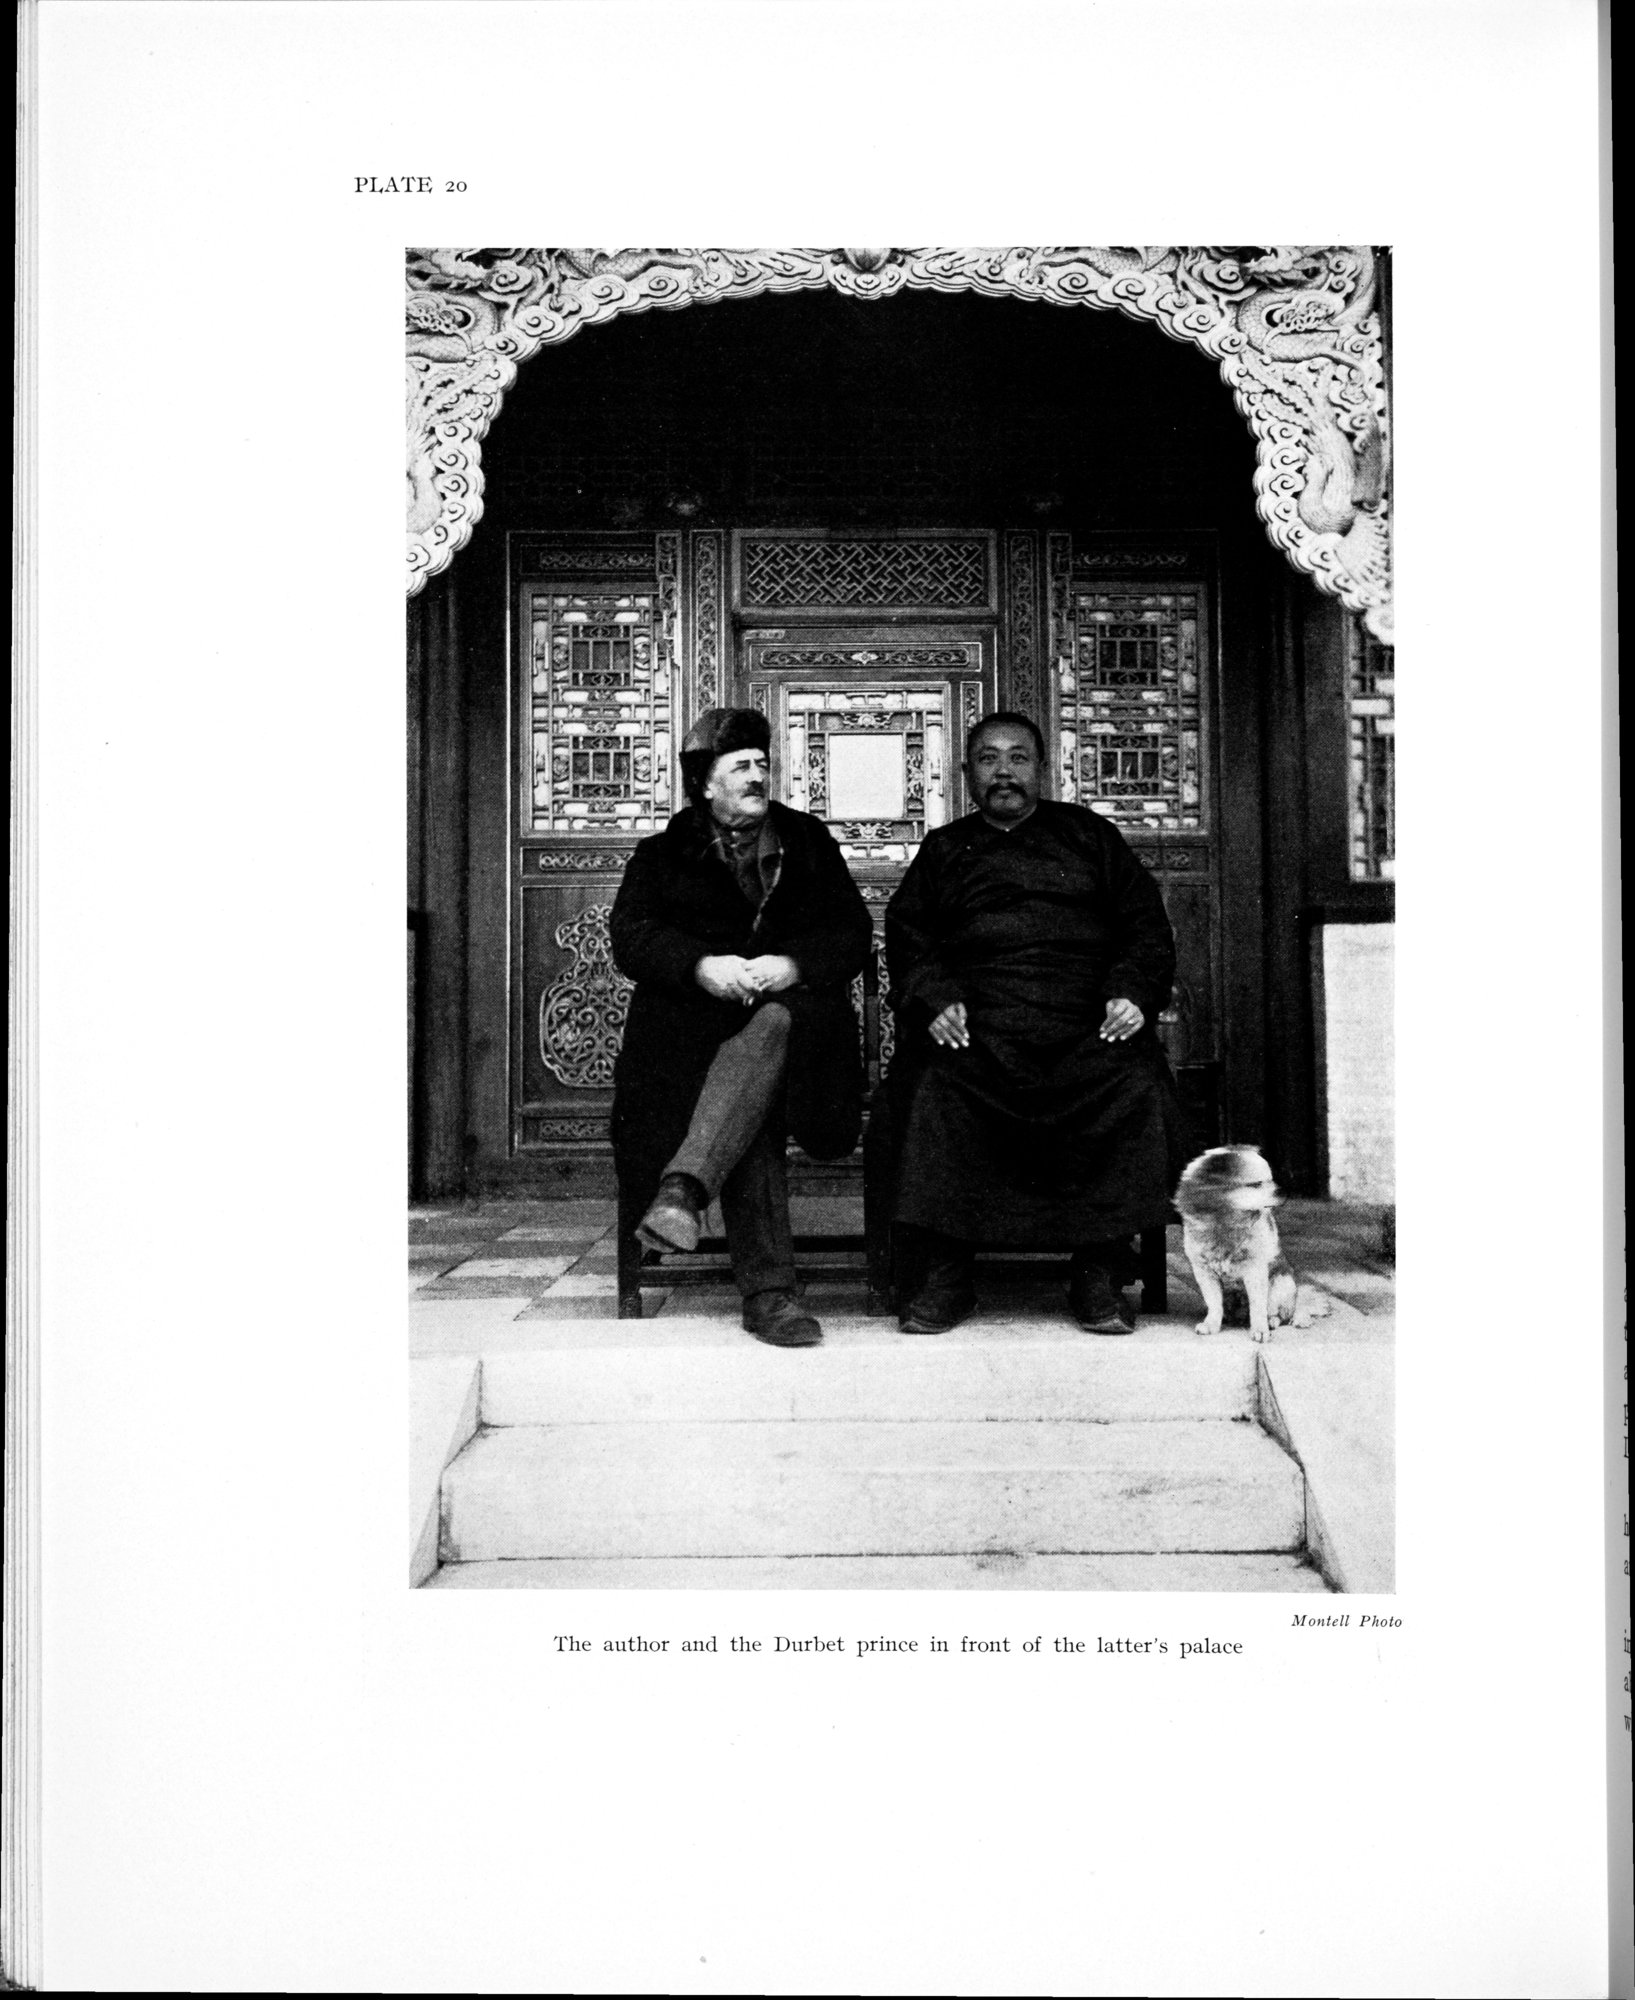 PLATE 20
Montell Photo
The author and the Durbet prince in front of the latter's palace